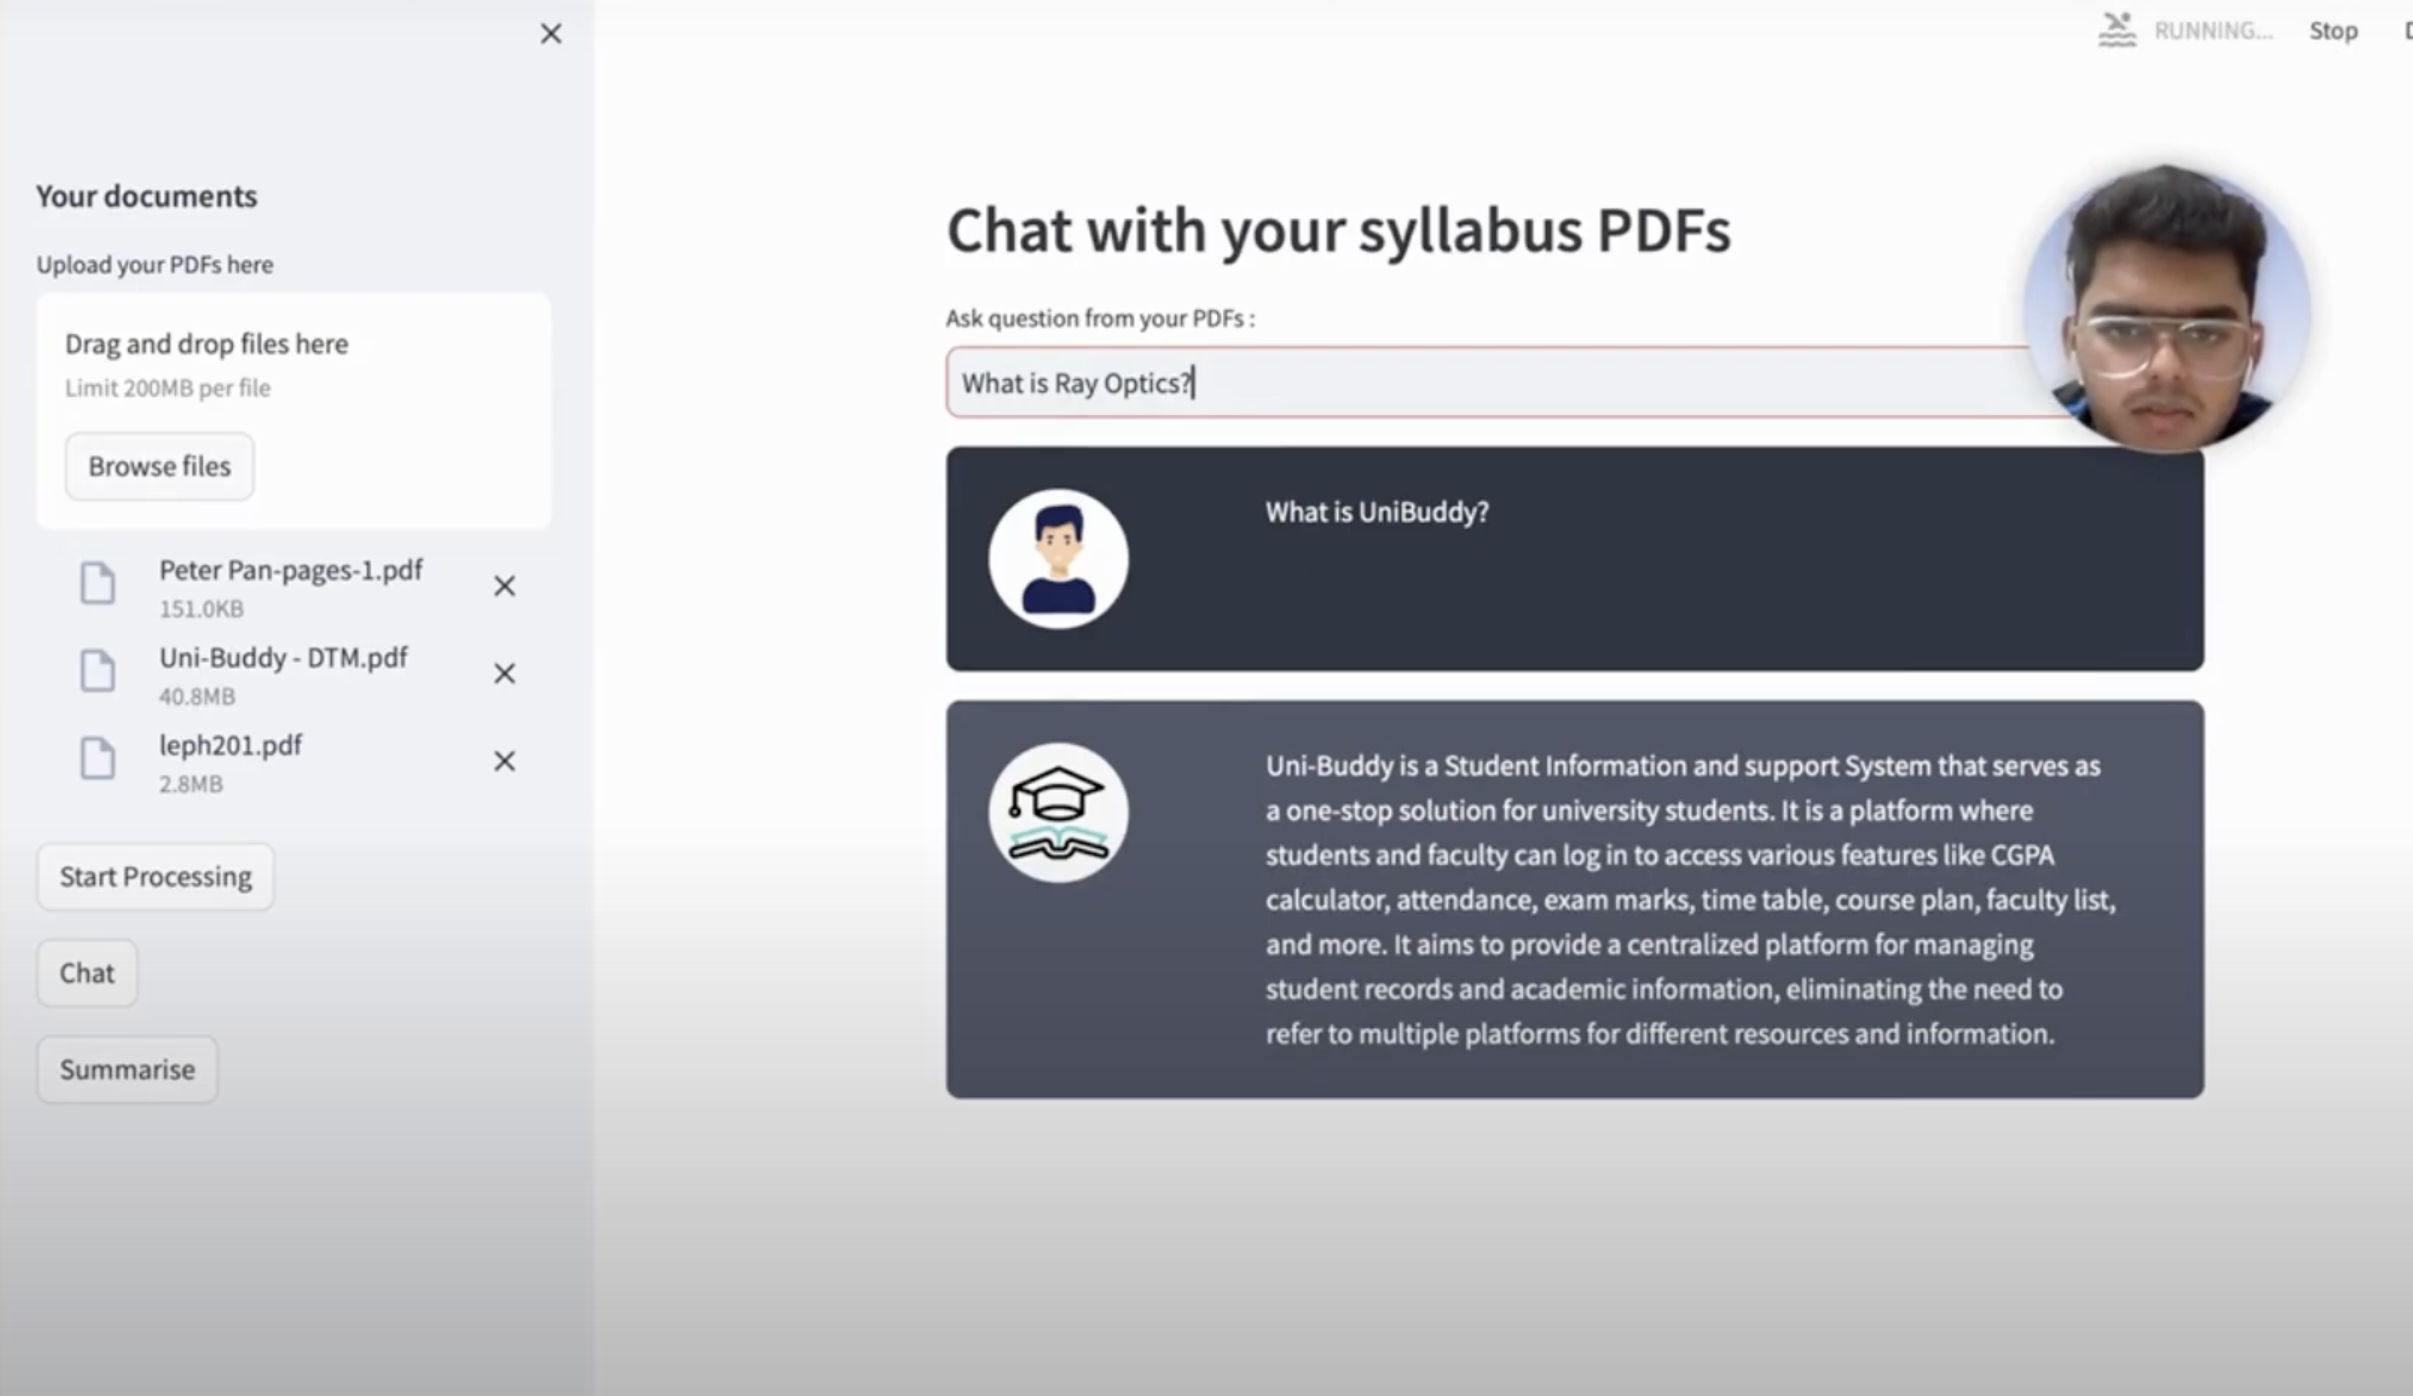 RUNNING...
Stop
Your documents
Upload your PDFs here
Drag and drop files here
Limit 200MB per file
Browse files
Peter Pan-pages-1.pdf
151.0KB
Uni-Buddy - DTM.pdf
40.8MB
leph201.pdf
2.8MB
Start Processing
Chat
Summarise
Chat with your syllabus PDFs
Ask question from your PDFs :
What is Ray Optics?
What is UniBuddy?
Uni-Buddy is a Student Information and support System that serves as
a one-stop solution for university students. It is a platform where
students and faculty can log in to access various features like CGPA
calculator, attendance, exam marks, time table, course plan, faculty list,
and more. It aims to provide a centralized platform for managing
student records and academic information, eliminating the need to
refer to multiple platforms for different resources and information.